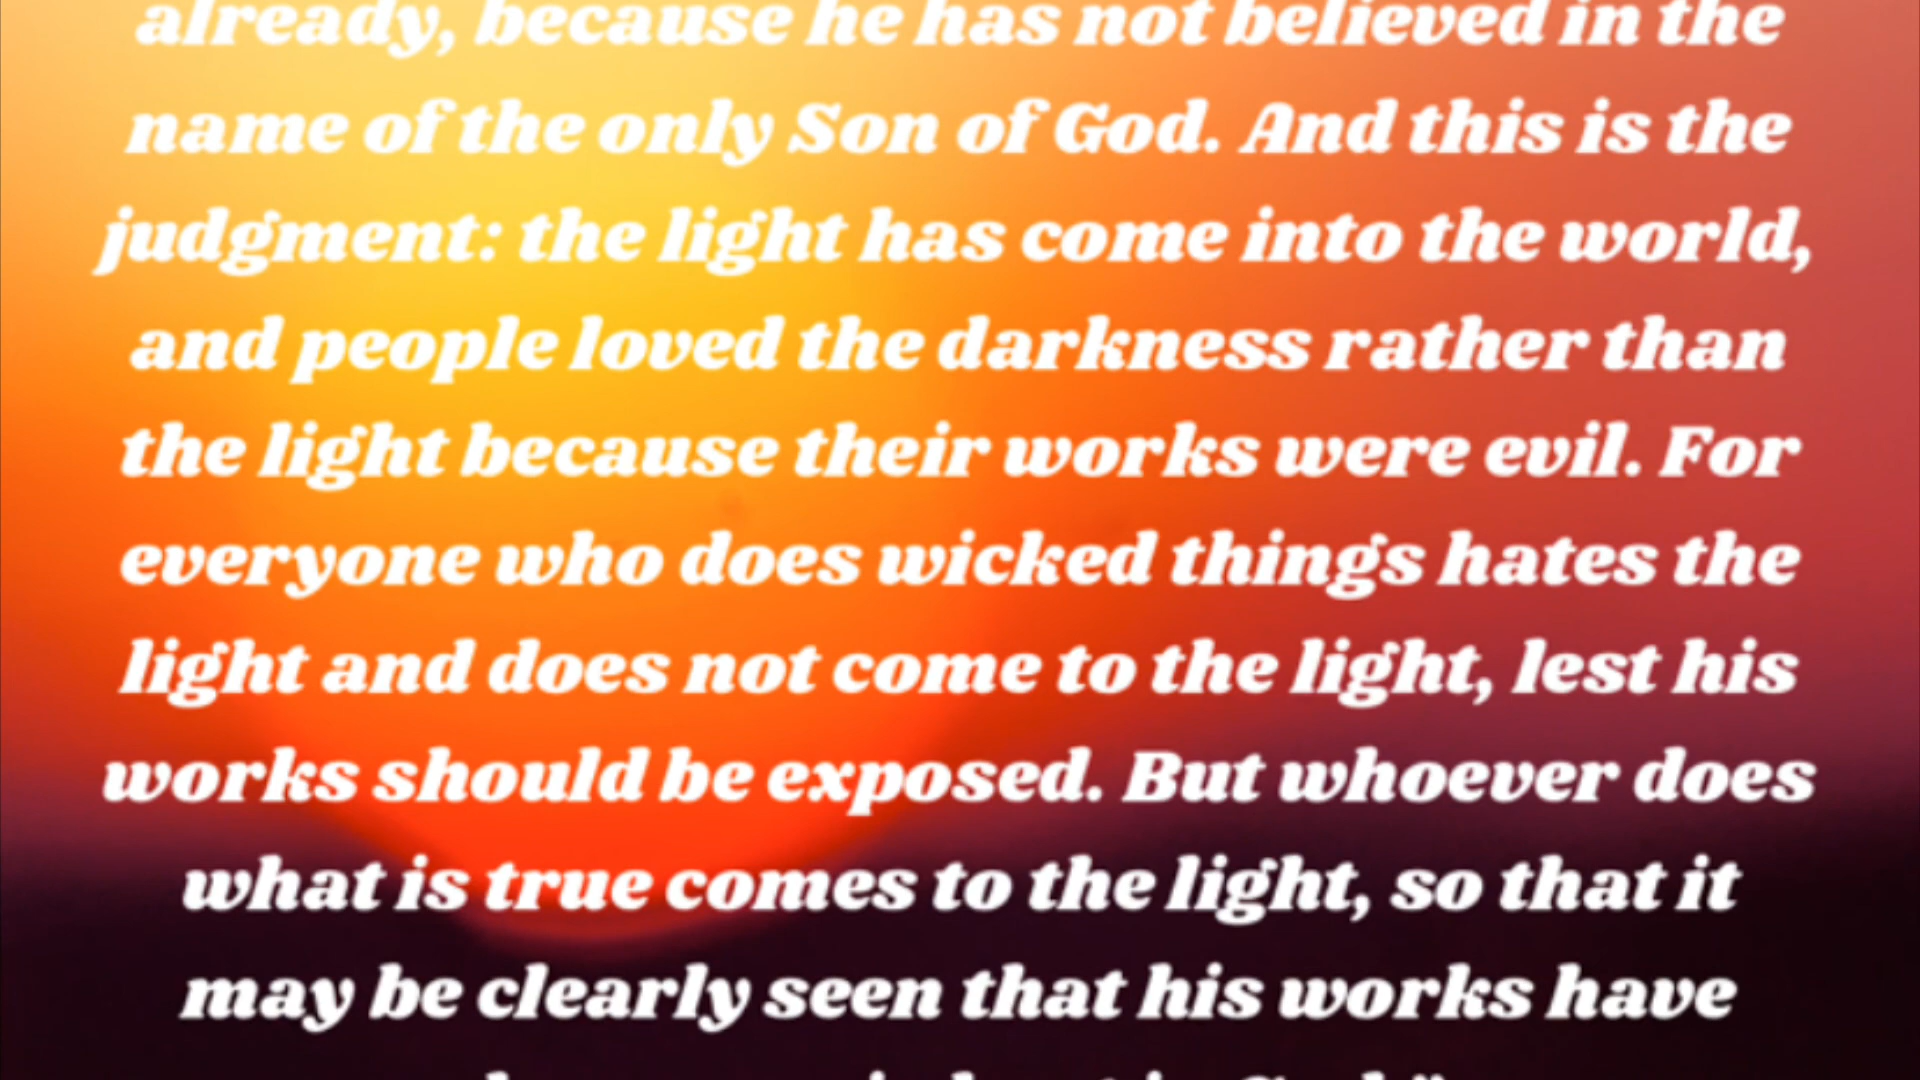 already, because he has not believed in the
name of the only Son of God. And this is the
judgment: the light has come into the world,
and people loved the darkness rather than
the light because their works were evil. For
everyone who does wicked things hates the
light and does not come to the light, lest his
works should be exposed. But whoever does
what is true comes to the light, so that it
may be clearly seen that his works have